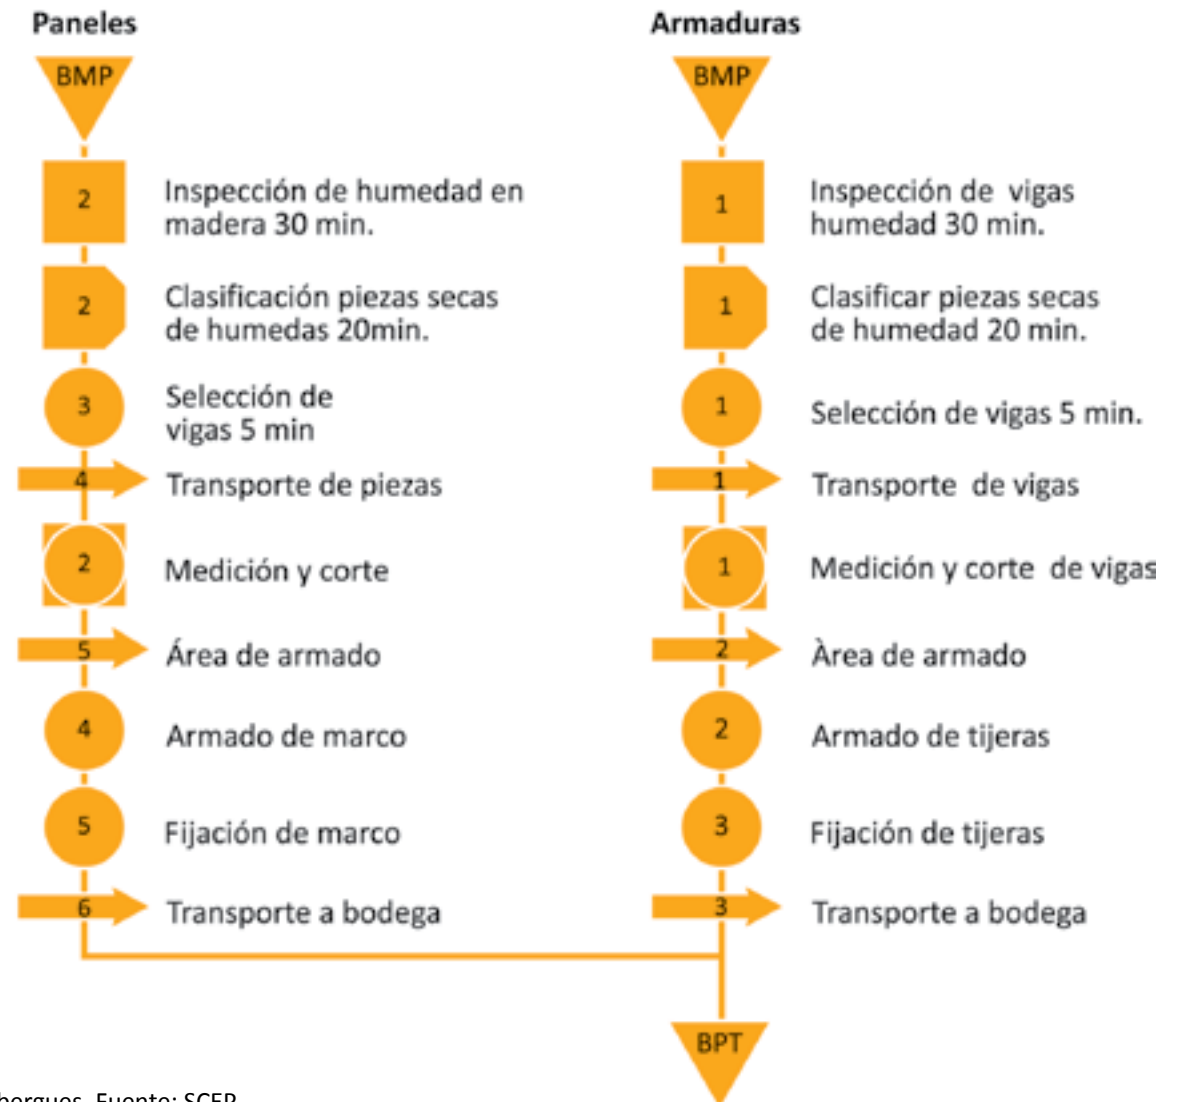 Paneles
BMP
2
Inspección de humedad en
madera 30 min.
2
Clasificación piezas secas
de humedas 20min.
3
Selección de
vigas 5 min
4
Transporte de piezas
2
Medición y corte
5
Área de armado
4
Armado de marco
5
Fijación de marco
6
Transporte a bodega
Armaduras
BMP
1
Inspección de vigas
humedad 30 min.
1
Clasificar piezas secas
de humedad 20 min.
1
Selección de vigas 5 min.
1
Transporte de vigas
1
Medición y corte de vigas
2
Àrea de armado
2
Armado de tijeras
3
Fijación de tijeras
3
Transporte a bodega
BPT
Fuente: SCEP